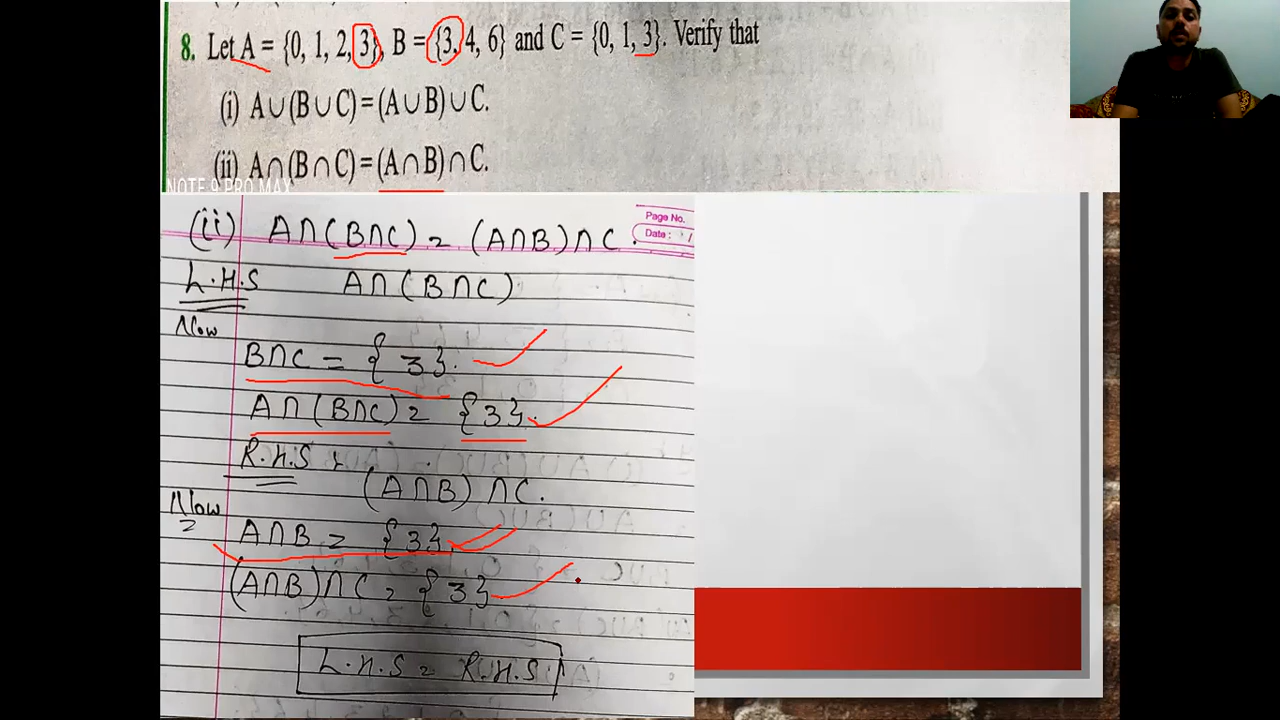 8. Let A = {0, 1, 2, 3}, B = {3, 4, 6} and C = {0, 1, 3}. Verify that
(i) A∪(B∪C)=(A∪B)∪C.
(ii) A∩(B∩C)=(A∩B)∩C.
NOTE 9 PRO MAX
Page No.
Date : /
(ii) A∩(B∩C) = (A∩B)∩C.
L.H.S A∩(B∩C)
Now
B∩C = {3}.
A∩(B∩C) = {3}.
R.H.S
(A∩B)∩C.
Now
A∩B = {3}
(A∩B)∩C = {3}
L.H.S = R.H.S